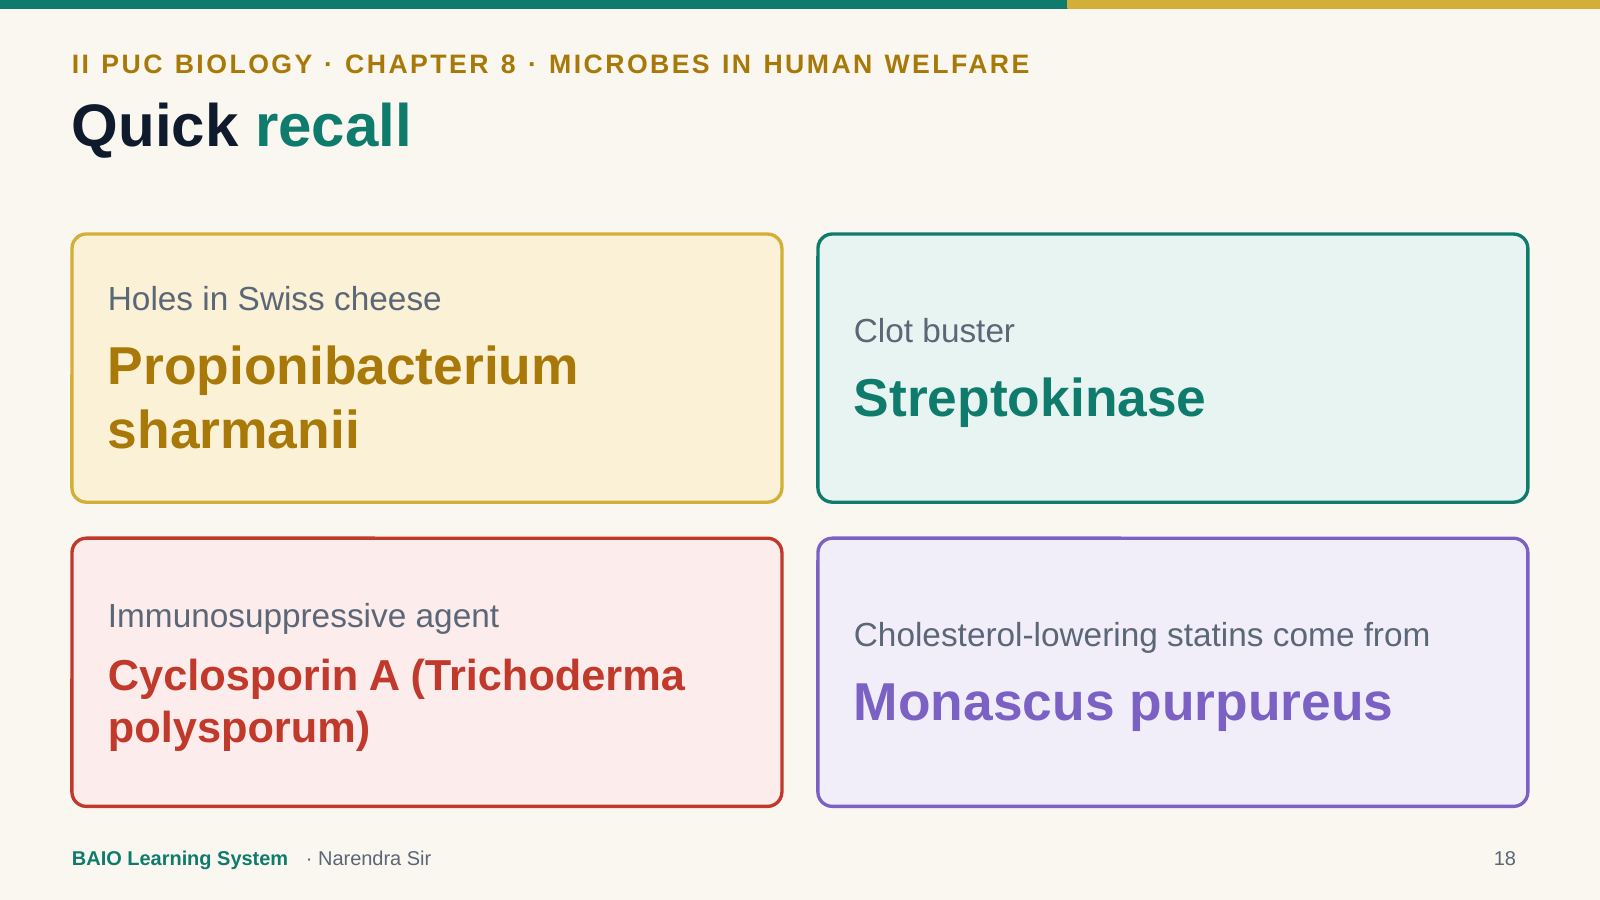 II PUC BIOLOGY · CHAPTER 8 · MICROBES IN HUMAN WELFARE
Quick recall
Holes in Swiss cheese
Propionibacterium
sharmanii
Clot buster
Streptokinase
Immunosuppressive agent
Cyclosporin A (Trichoderma
polysporum)
Cholesterol-lowering statins come from
Monascus purpureus
BAIO Learning System · Narendra Sir
18